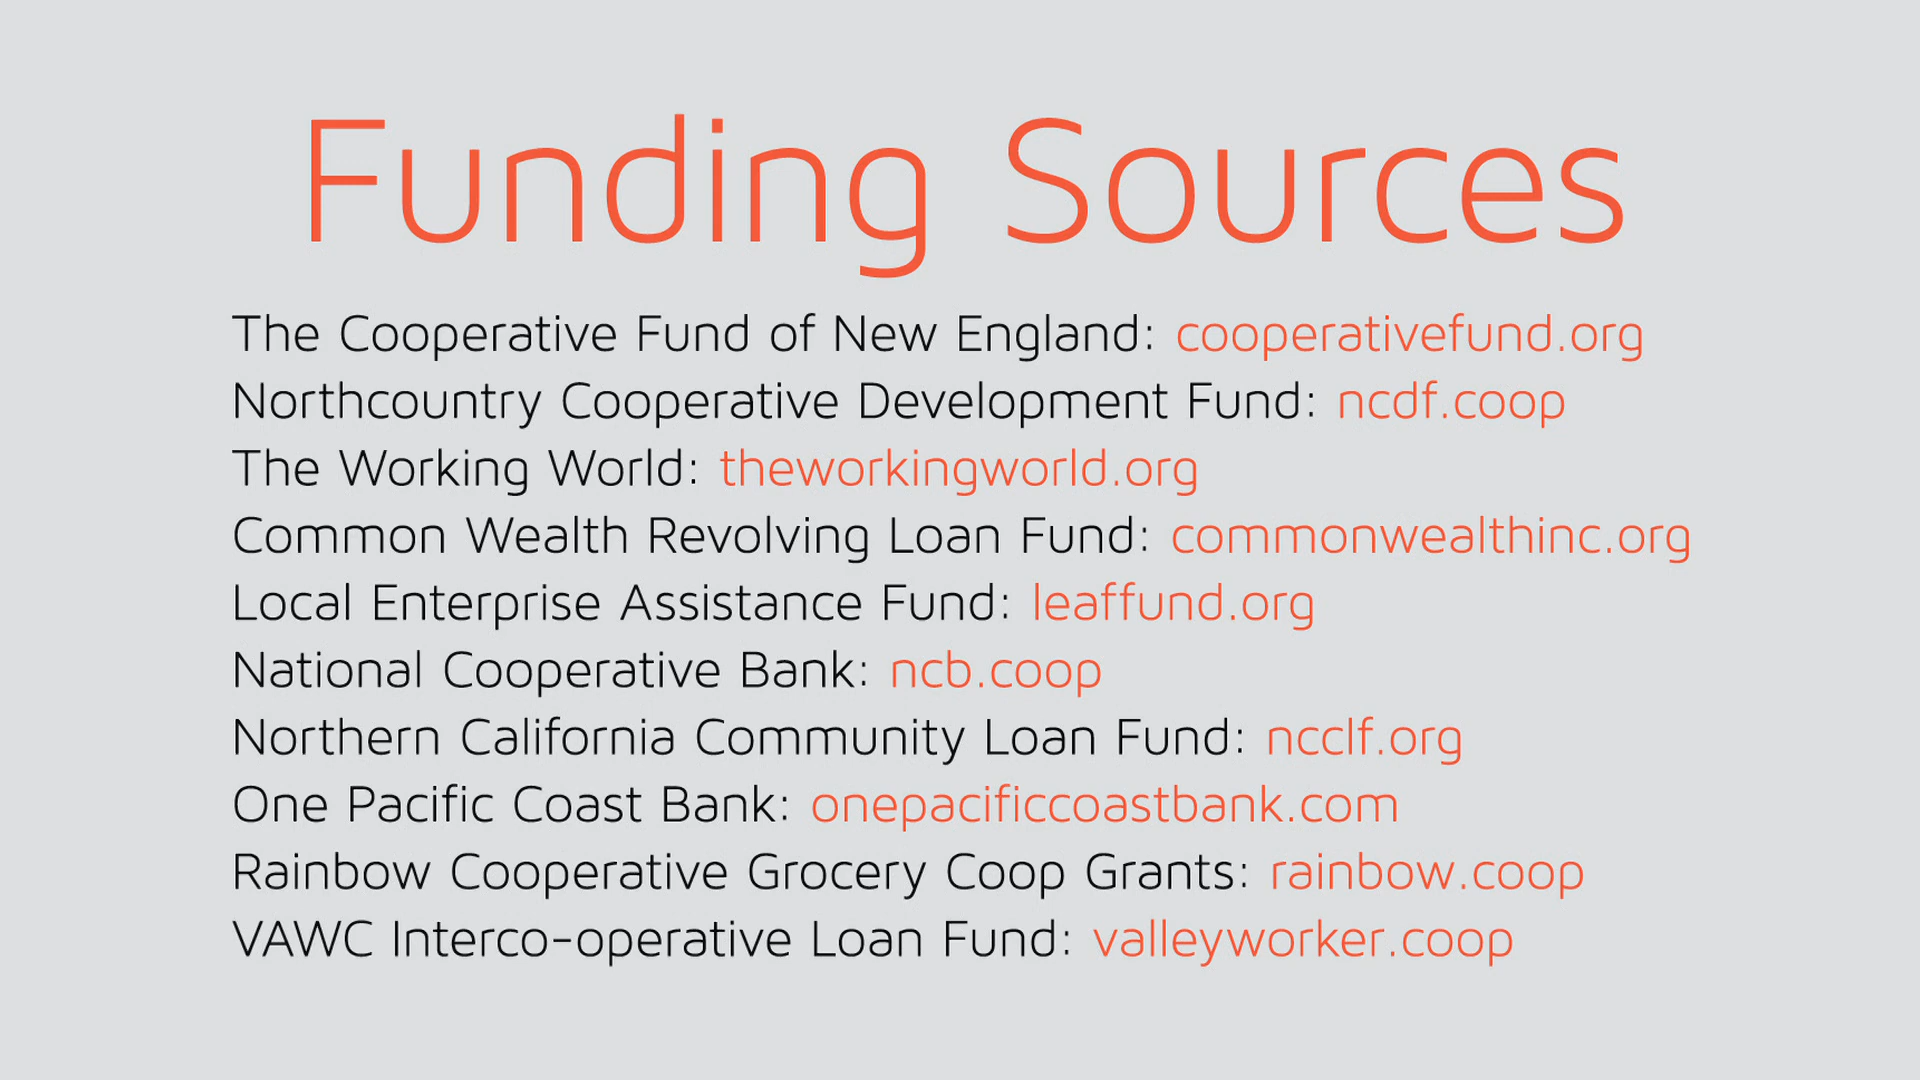 Funding Sources
The Cooperative Fund of New England: cooperativefund.org
Northcountry Cooperative Development Fund: ncdf.coop
The Working World: theworkingworld.org
Common Wealth Revolving Loan Fund: commonwealthinc.org
Local Enterprise Assistance Fund: leaffund.org
National Cooperative Bank: ncb.coop
Northern California Community Loan Fund: ncclf.org
One Pacific Coast Bank: onepacificcoastbank.com
Rainbow Cooperative Grocery Coop Grants: rainbow.coop
VAWC Interco-operative Loan Fund: valleyworker.coop